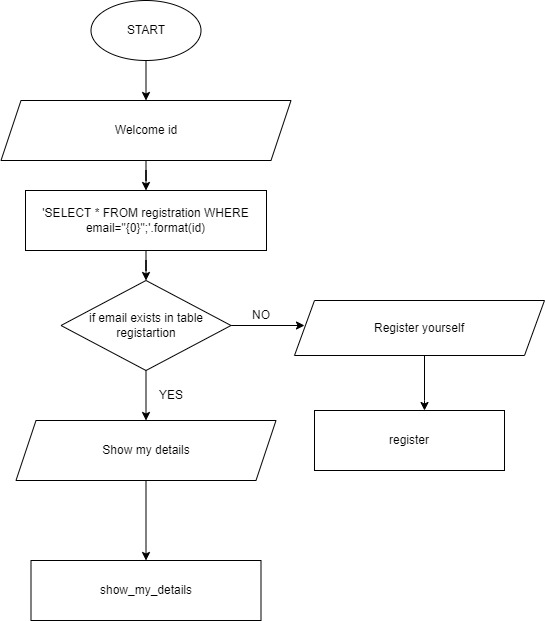 START
Welcome id
'SELECT * FROM registration WHERE
email="{0}";'.format(id)
if email exists in table
registartion
NO
Register yourself
YES
register
Show my details
show_my_details